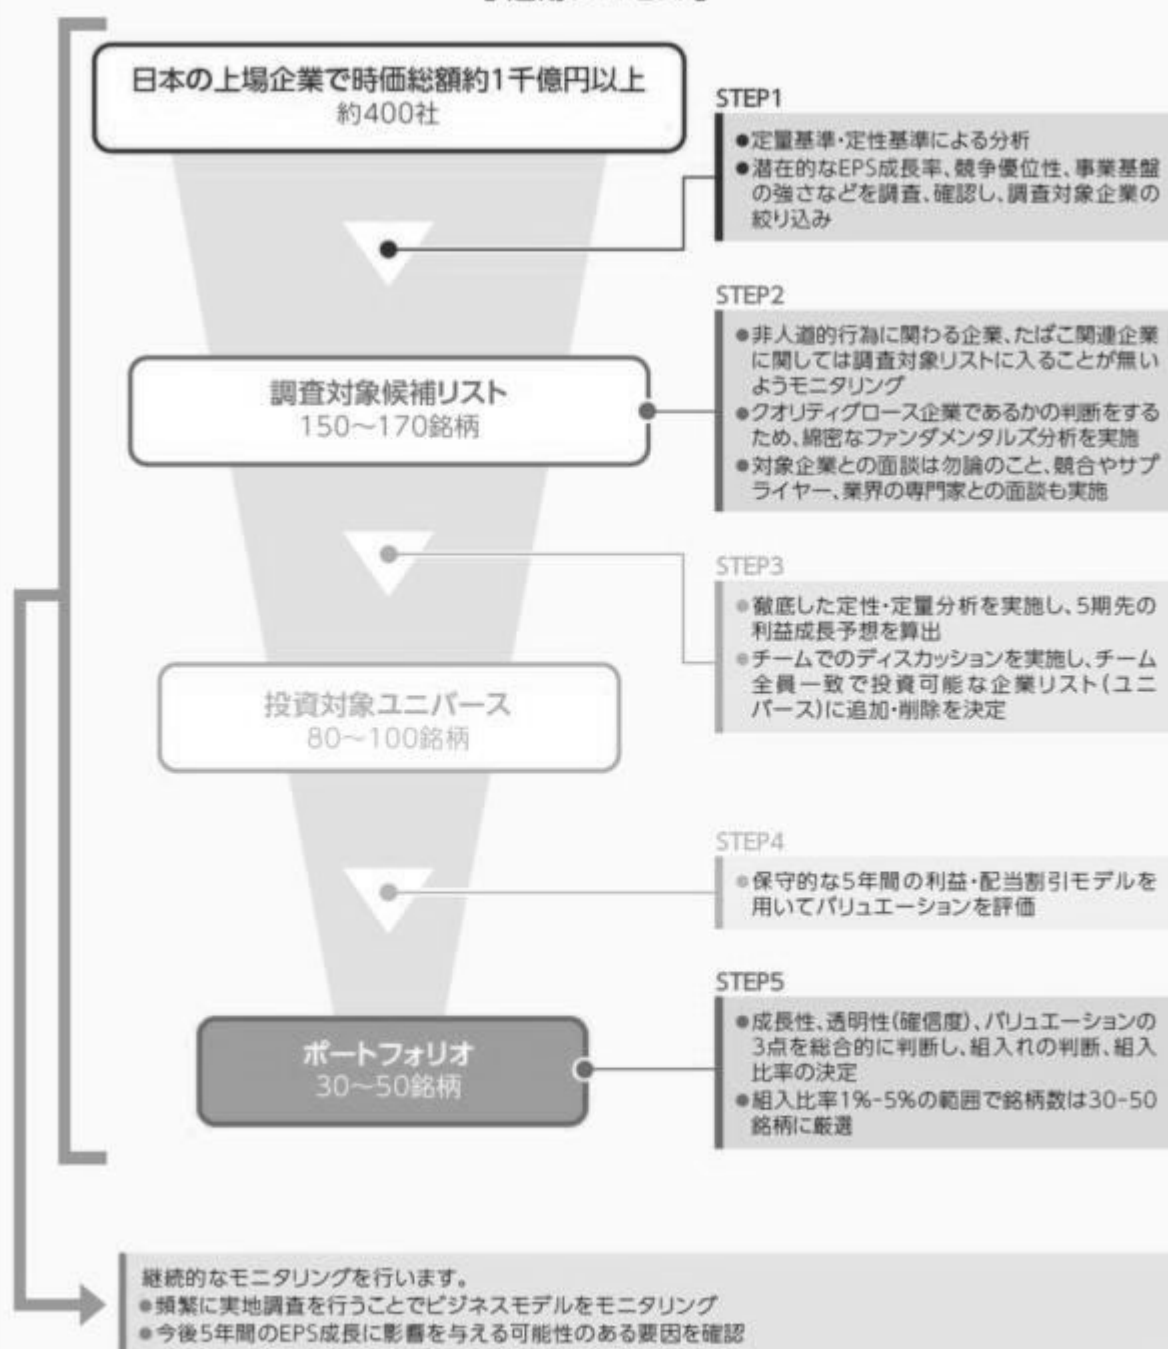 日本の上場企業で時価総額約1千億円以上
約400社
STEP1
●定量基準・定性基準による分析
●潜在的なEPS成長率、競争優位性、事業基盤
の強さなどを調査、確認し、調査対象企業の
絞り込み
STEP2
●非人道的行為に関わる企業、たばこ関連企業
に関しては調査対象リストに入ることが無い
ようモニタリング
●クオリティグロース企業であるかの判断をする
ため、綿密なファンダメンタルズ分析を実施
●対象企業との面談は勿論のこと、競合やサプ
ライヤー、業界の専門家との面談も実施
調査対象候補リスト
150～170銘柄
STEP3
●徹底した定性・定量分析を実施し、5期先の
利益成長予想を算出
●チームでのディスカッションを実施し、チーム
全員一致で投資可能な企業リスト(ユニ
バース)に追加・削除を決定
投資対象ユニバース
80～100銘柄
STEP4
●保守的な5年間の利益・配当割引モデルを
用いてバリュエーションを評価
STEP5
●成長性、透明性(確信度)、バリュエーションの
3点を総合的に判断し、組入れの判断、組入
比率の決定
●組入比率1%-5%の範囲で銘柄数は30-50
銘柄に厳選
ポートフォリオ
30～50銘柄
継続的なモニタリングを行います。
●頻繁に実地調査を行うことでビジネスモデルをモニタリング
●今後5年間のEPS成長に影響を与える可能性のある要因を確認